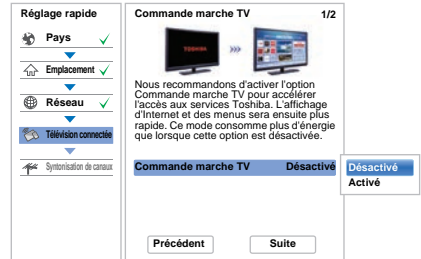 Réglage rapide
Pays
Emplacement
Réseau
Télévision connectée
Syntonisation de canaux
Commande marche TV 1/2
TOSHIBA
Nous recommandons d'activer l'option
Commande marche TV pour accélérer
l'accès aux services Toshiba. L'affichage
d'Internet et des menus sera ensuite plus
rapide. Ce mode consomme plus d'énergie
que lorsque cette option est désactivée.
Commande marche TV Désactivé
Désactivé
Activé
Précédent Suite